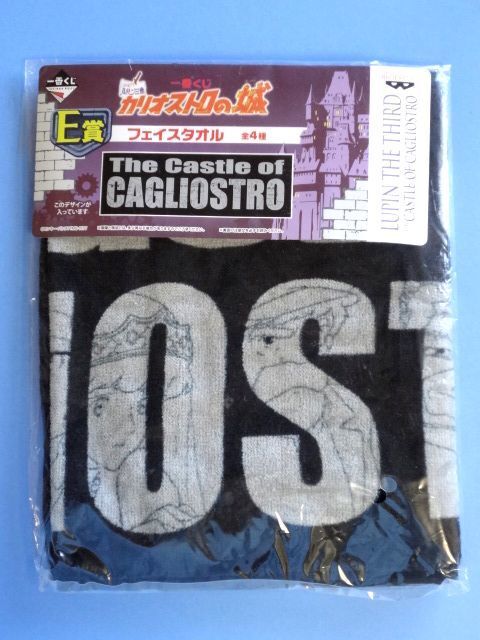 一番くじ
E賞
ルパン三世
一番くじ
カリオストロの城
フェイスタオル 全4種
The Castle of
CAGLIOSTRO
このデザインが
入っています
LUPIN THE THIRD
CASTLE OF CAGLIOSTRO
IOST